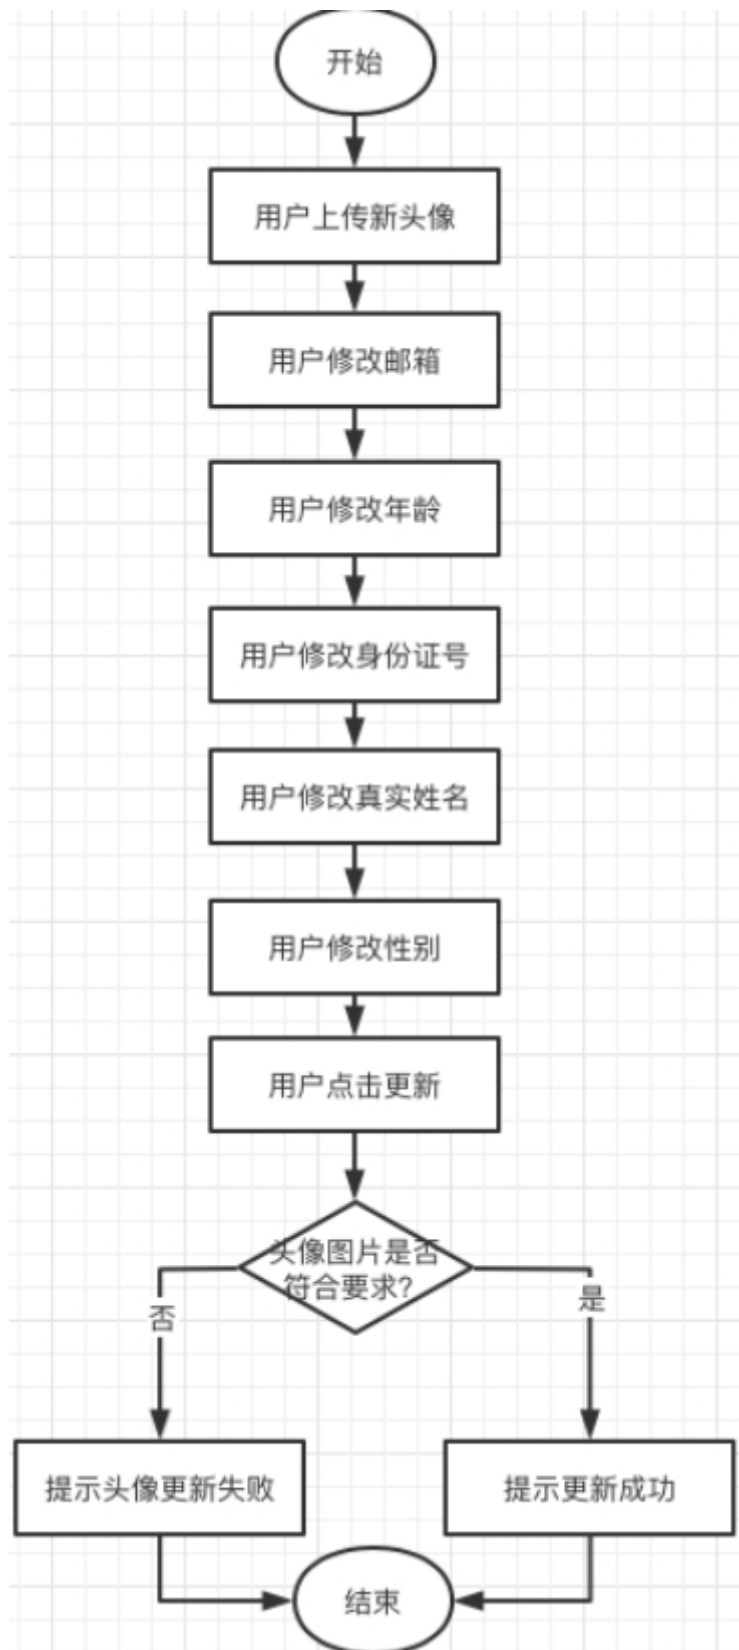 开始
用户上传新头像
用户修改邮箱
用户修改年龄
用户修改身份证号
用户修改真实姓名
用户修改性别
用户点击更新
头像图片是否
符合要求?
否
是
提示头像更新失败
提示更新成功
结束